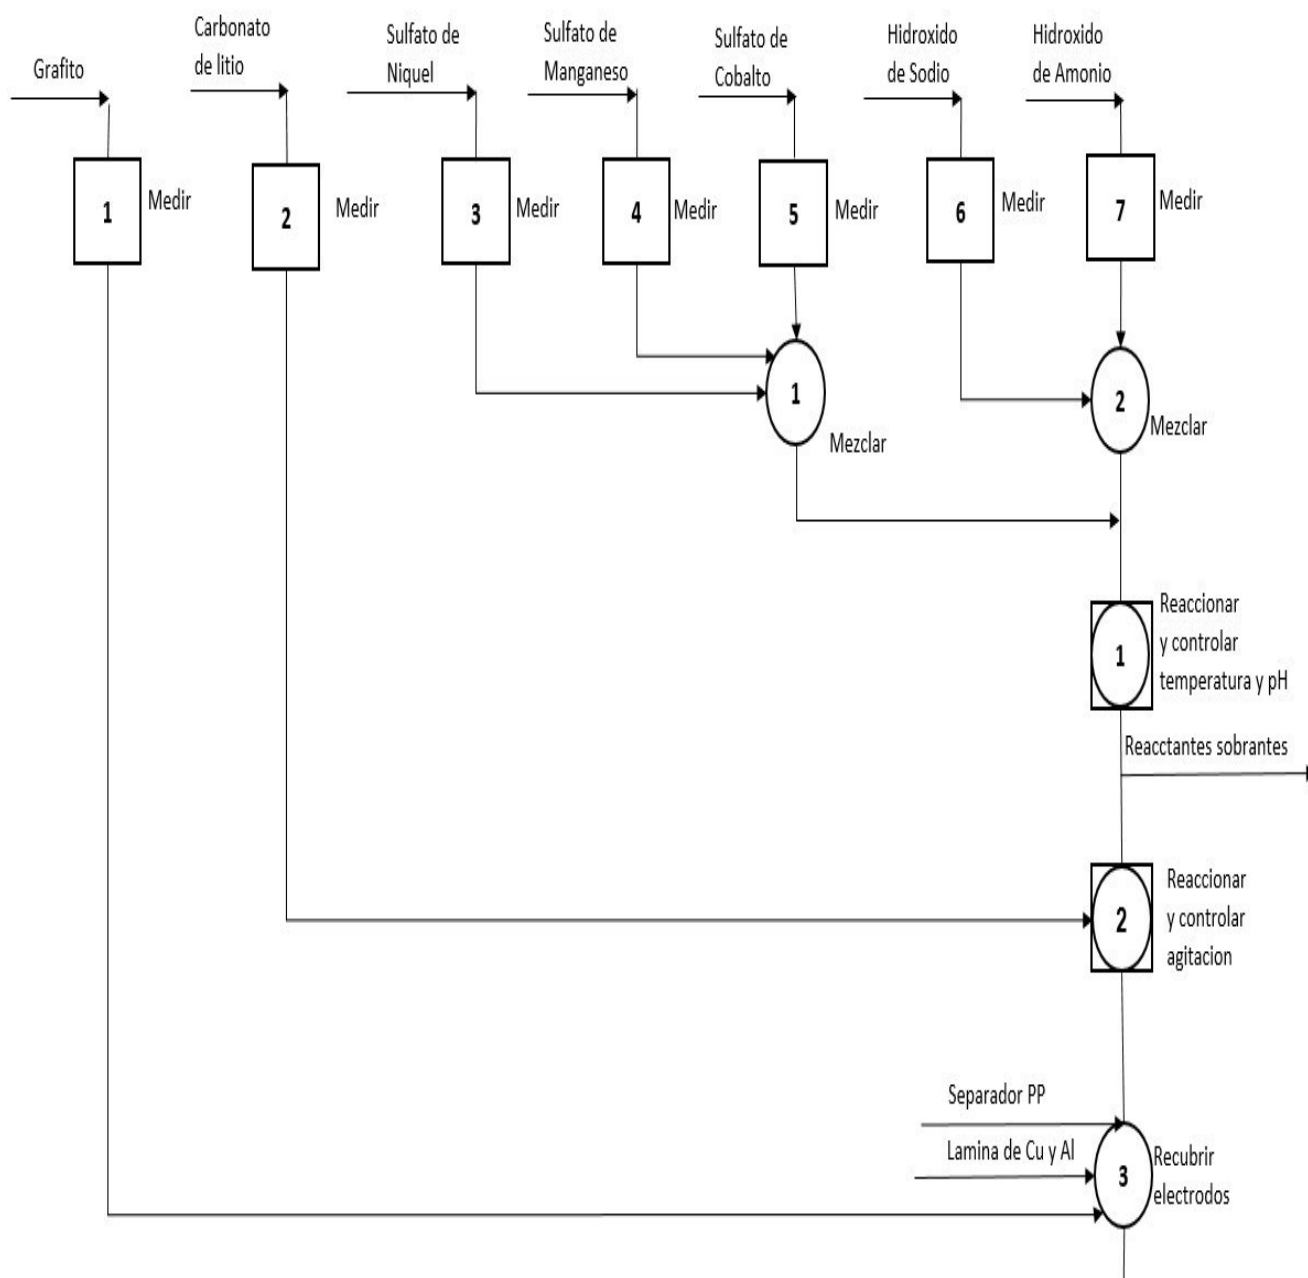 Grafito
Carbonato
de litio
Sulfato de
Niquel
Sulfato de
Manganeso
Sulfato de
Cobalto
Hidroxido
de Sodio
Hidroxido
de Amonio
1
Medir
2
Medir
3
Medir
4
Medir
5
Medir
6
Medir
7
Medir
1
Mezclar
2
Mezclar
1
Reaccionar
y controlar
temperatura y pH
Reacctantes sobrantes
2
Reaccionar
y controlar
agitacion
Separador PP
Lamina de Cu y Al
3
Recubrir
electrodos